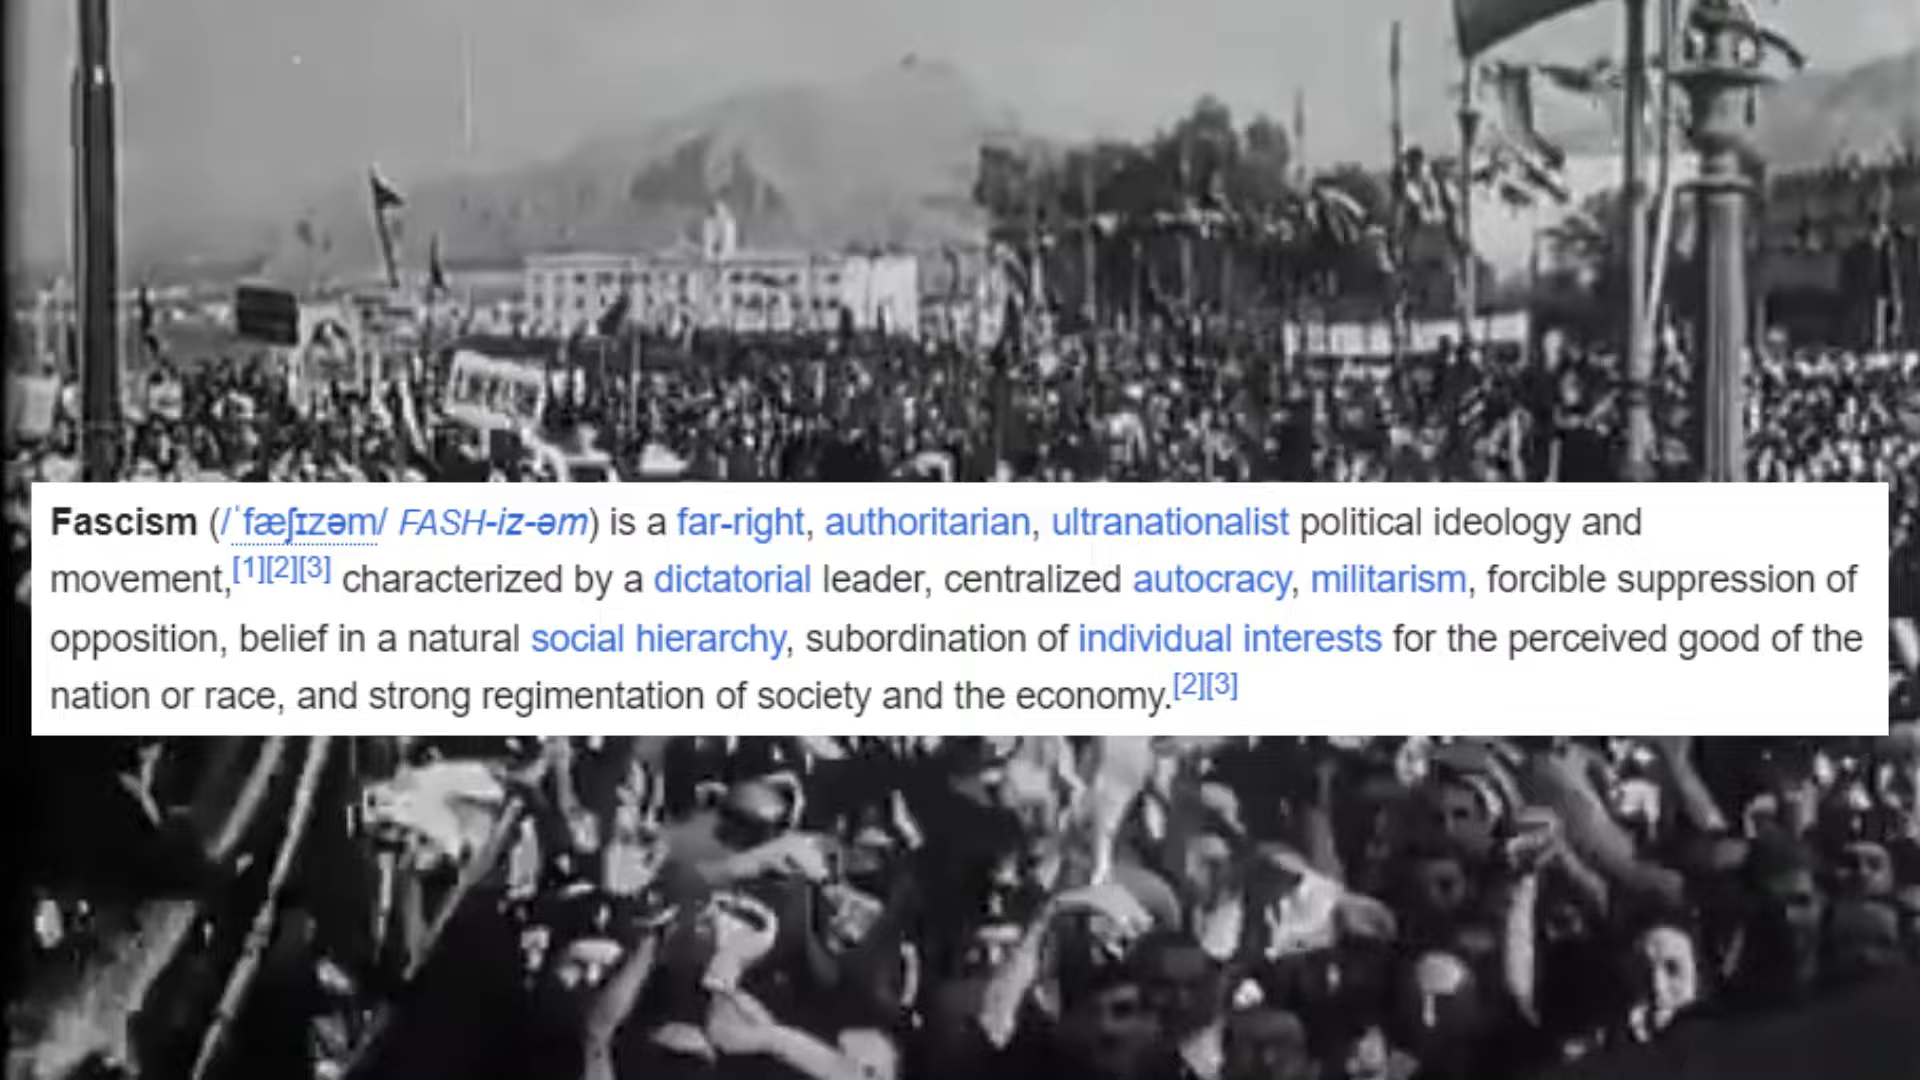 Fascism (/ˈfæʃɪzəm/ FASH-iz-əm) is a far-right, authoritarian, ultranationalist political ideology and
movement,[1][2][3] characterized by a dictatorial leader, centralized autocracy, militarism, forcible suppression of
opposition, belief in a natural social hierarchy, subordination of individual interests for the perceived good of the
nation or race, and strong regimentation of society and the economy.[2][3]